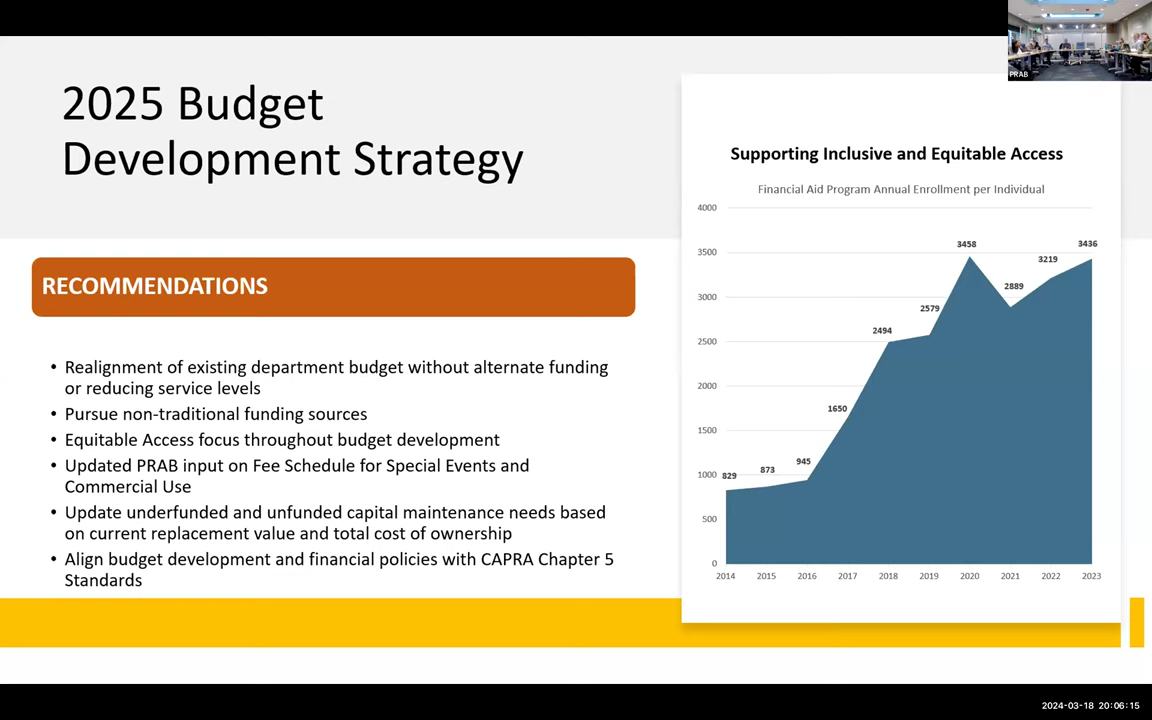 PRAB
2025 Budget
Development Strategy
RECOMMENDATIONS
• Realignment of existing department budget without alternate funding
or reducing service levels
• Pursue non-traditional funding sources
• Equitable Access focus throughout budget development
• Updated PRAB input on Fee Schedule for Special Events and
Commercial Use
• Update underfunded and unfunded capital maintenance needs based
on current replacement value and total cost of ownership
• Align budget development and financial policies with CAPRA Chapter 5
Standards
Supporting Inclusive and Equitable Access
Financial Aid Program Annual Enrollment per Individual
4000
3500
3000
2500
2000
1500
1000
500
0
829
873
945
1650
2494
2579
3458
2889
3219
3436
2014 2015 2016 2017 2018 2019 2020 2021 2022 2023
2024-03-18 20:06:15